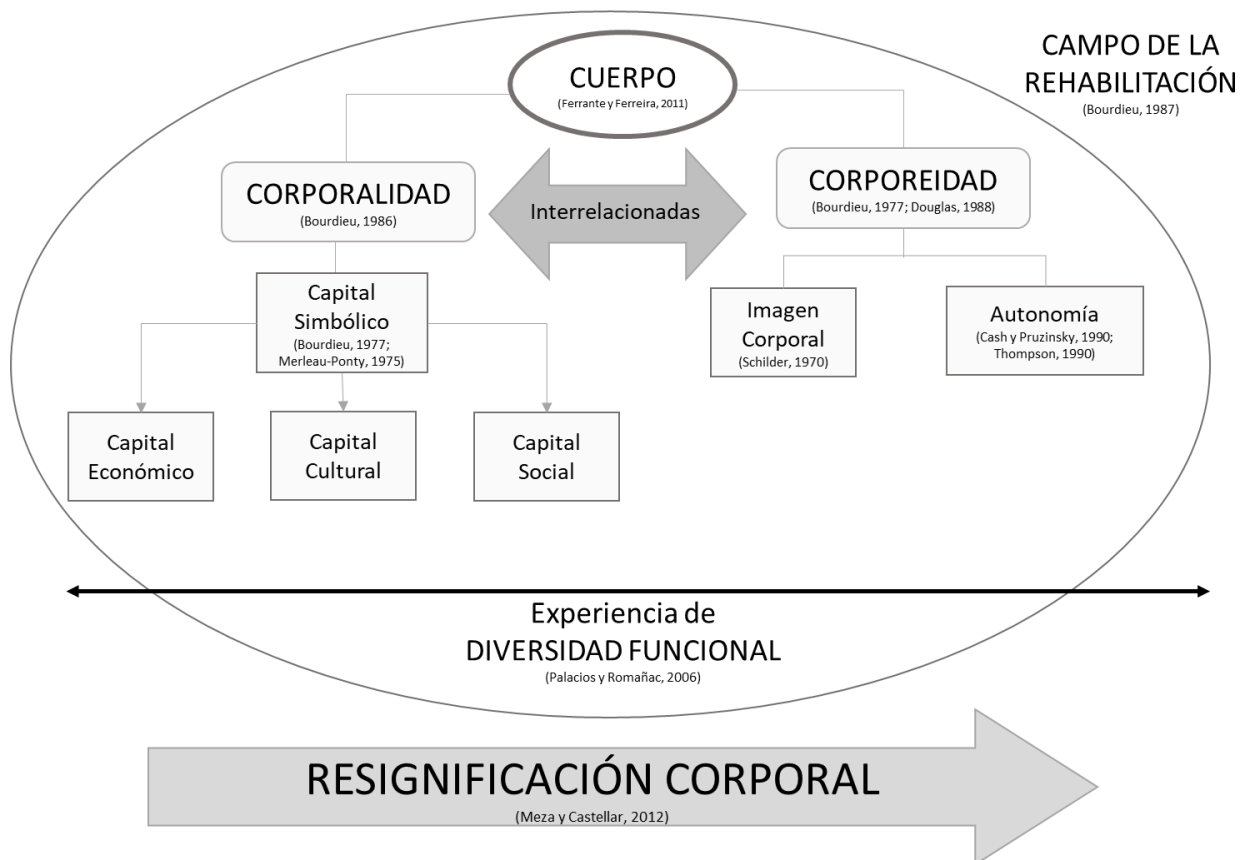 CUERPO
(Ferrante y Ferreira, 2011)
CAMPO DE LA
REHABILITACIÓN
(Bourdieu, 1987)
CORPORALIDAD
(Bourdieu, 1986)
Interrelacionadas
CORPOREIDAD
(Bourdieu, 1977; Douglas, 1988)
Capital
Simbólico
(Bourdieu, 1977;
Merleau-Ponty, 1975)
Imagen
Corporal
(Schilder, 1970)
Autonomía
(Cash y Pruzinsky, 1990;
Thompson, 1990)
Capital
Económico
Capital
Cultural
Capital
Social
Experiencia de
DIVERSIDAD FUNCIONAL
(Palacios y Romañac, 2006)
RESIGNIFICACIÓN CORPORAL
(Meza y Castellar, 2012)